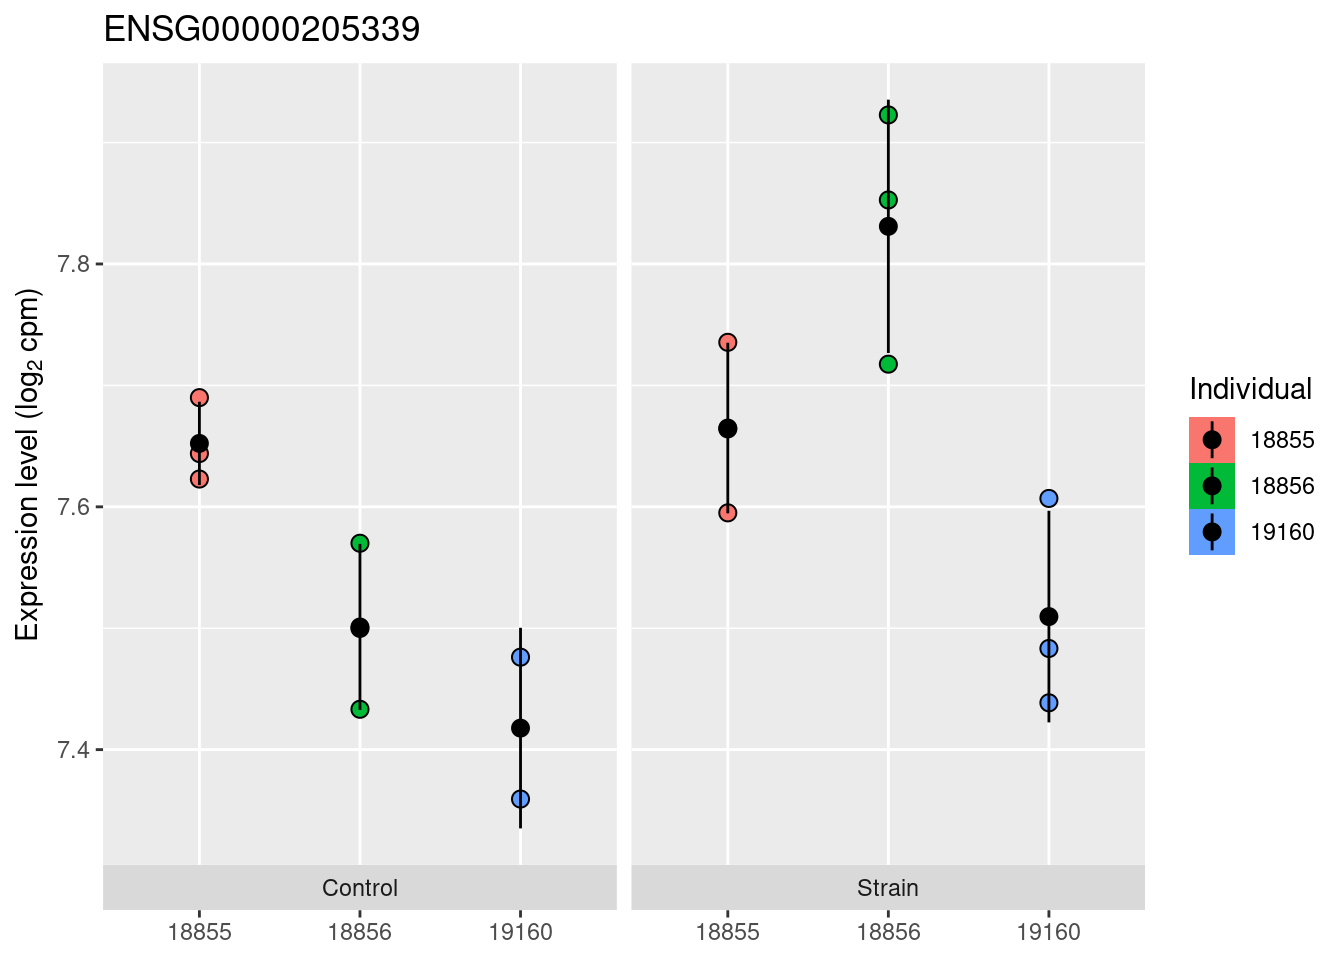 ENSG00000205339
Expression level (log₂ cpm)
7.8
7.6
7.4
Control
Strain
18855
18856
19160
18855
18856
19160
Individual
18855
18856
19160